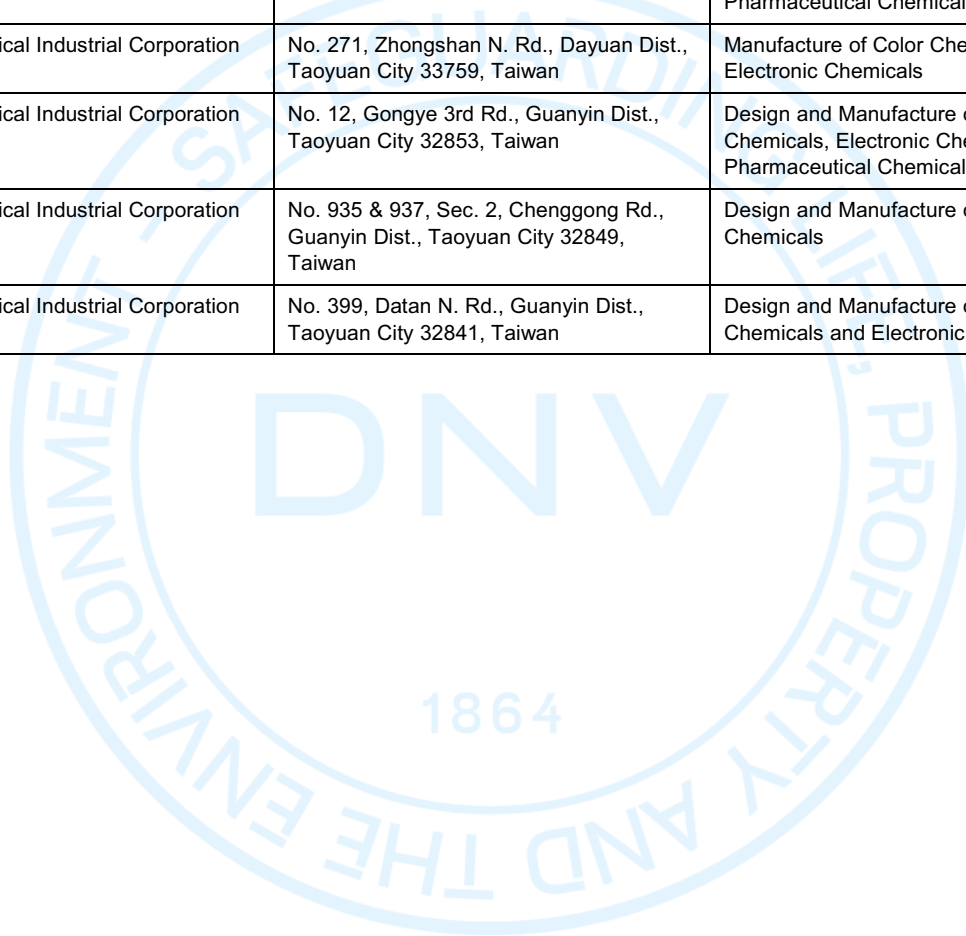 Pharmaceutical Chemical
ical Industrial Corporation
No. 271, Zhongshan N. Rd., Dayuan Dist.,
Taoyuan City 33759, Taiwan
Manufacture of Color Che
Electronic Chemicals
ical Industrial Corporation
No. 12, Gongye 3rd Rd., Guanyin Dist.,
Taoyuan City 32853, Taiwan
Design and Manufacture o
Chemicals, Electronic Che
Pharmaceutical Chemical
ical Industrial Corporation
No. 935 & 937, Sec. 2, Chenggong Rd.,
Guanyin Dist., Taoyuan City 32849,
Taiwan
Design and Manufacture o
Chemicals
ical Industrial Corporation
No. 399, Datan N. Rd., Guanyin Dist.,
Taoyuan City 32841, Taiwan
Design and Manufacture o
Chemicals and Electronic
SAFEGUARDING LIFE, PROPERTY AND THE ENVIRONMENT
DNV
1864